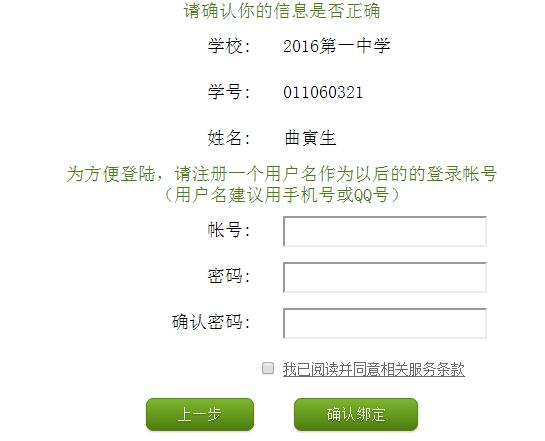 请确认你的信息是否正确
学校： 2016第一中学
学号： 011060321
姓名： 曲寅生
为方便登陆，请注册一个用户名作为以后的的登录帐号
（用户名建议用手机号或QQ号）
帐号：
密码：
确认密码：
我已阅读并同意相关服务条款
上一步 确认绑定